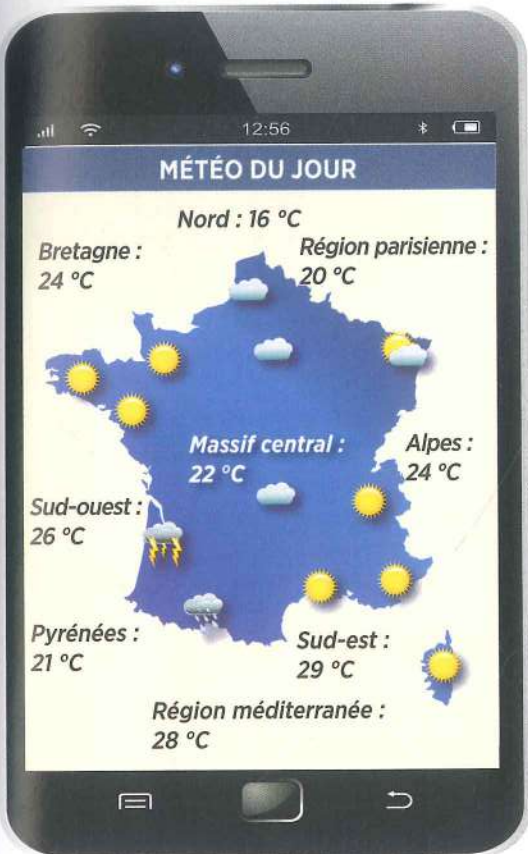 12:56
MÉTÉO DU JOUR
Nord : 16 °C
Bretagne :
24 °C
Région parisienne :
20 °C
Massif central :
22 °C
Alpes :
24 °C
Sud-ouest :
26 °C
Pyrénées :
21 °C
Sud-est :
29 °C
Région méditerranée :
28 °C